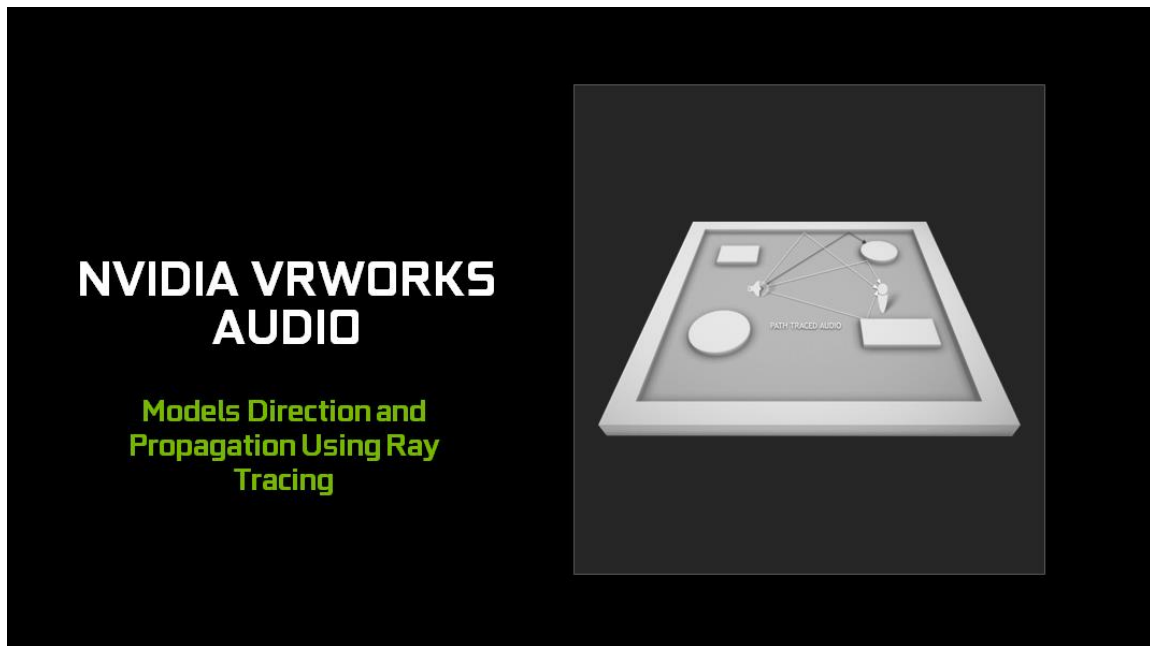 NVIDIA VRWORKS
AUDIO
Models Direction and
Propagation Using Ray
Tracing
PATH TRACED AUDIO